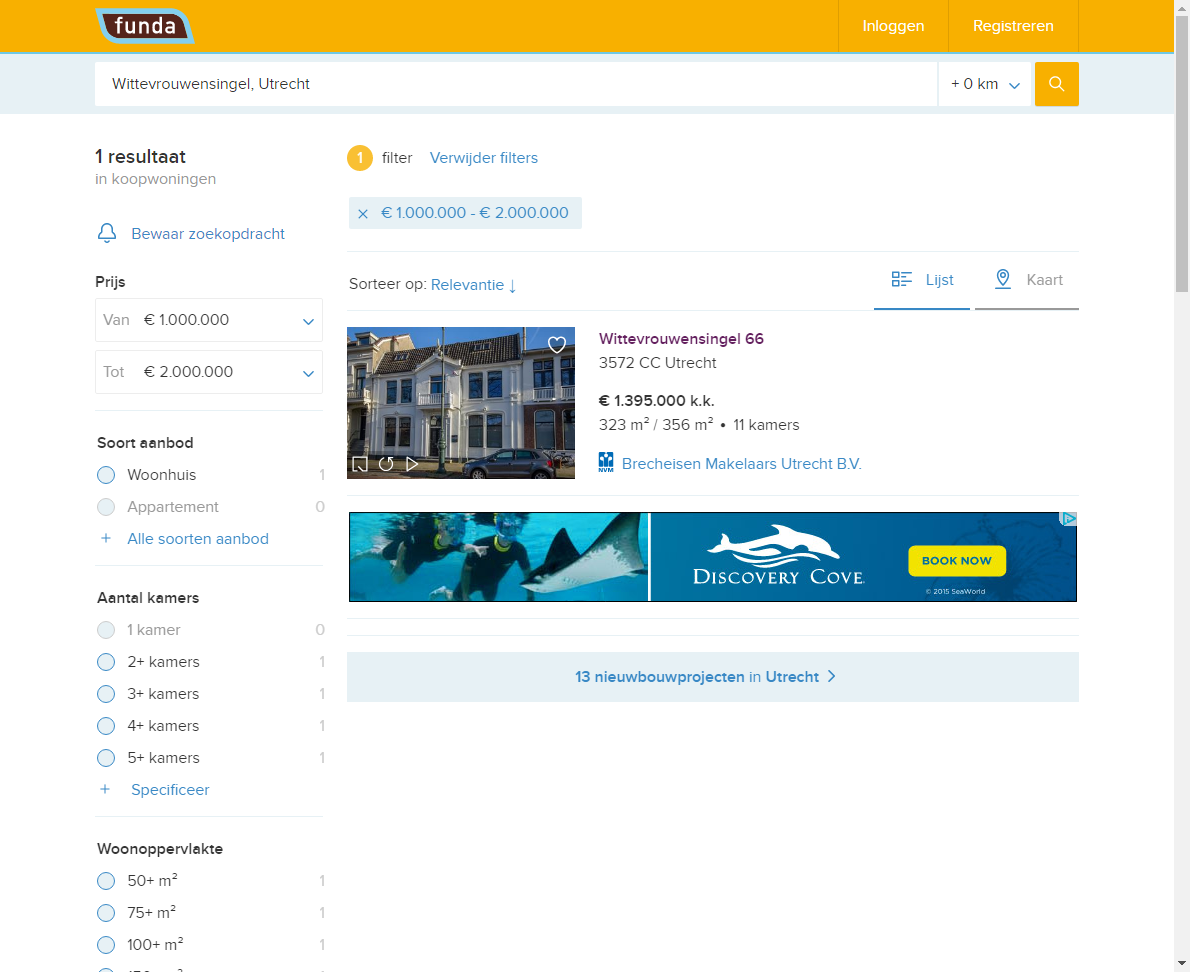 funda
Inloggen
Registreren
Wittevrouwensingel, Utrecht
+ 0 km
1 resultaat
in koopwoningen
Bewaar zoekopdracht
Prijs
Van € 1.000.000
Tot € 2.000.000
Soort aanbod
Woonhuis 1
Appartement 0
+ Alle soorten aanbod
Aantal kamers
1 kamer 0
2+ kamers 1
3+ kamers 1
4+ kamers 1
5+ kamers 1
+ Specificeer
Woonoppervlakte
50+ m² 1
75+ m² 1
100+ m² 1
1 filter Verwijder filters
× € 1.000.000 - € 2.000.000
Sorteer op: Relevantie ↓
Lijst
Kaart
Wittevrouwensingel 66
3572 CC Utrecht
€ 1.395.000 k.k.
323 m² / 356 m² • 11 kamers
NVM Brecheisen Makelaars Utrecht B.V.
DISCOVERY COVE
BOOK NOW
© 2015 SeaWorld
13 nieuwbouwprojecten in Utrecht >